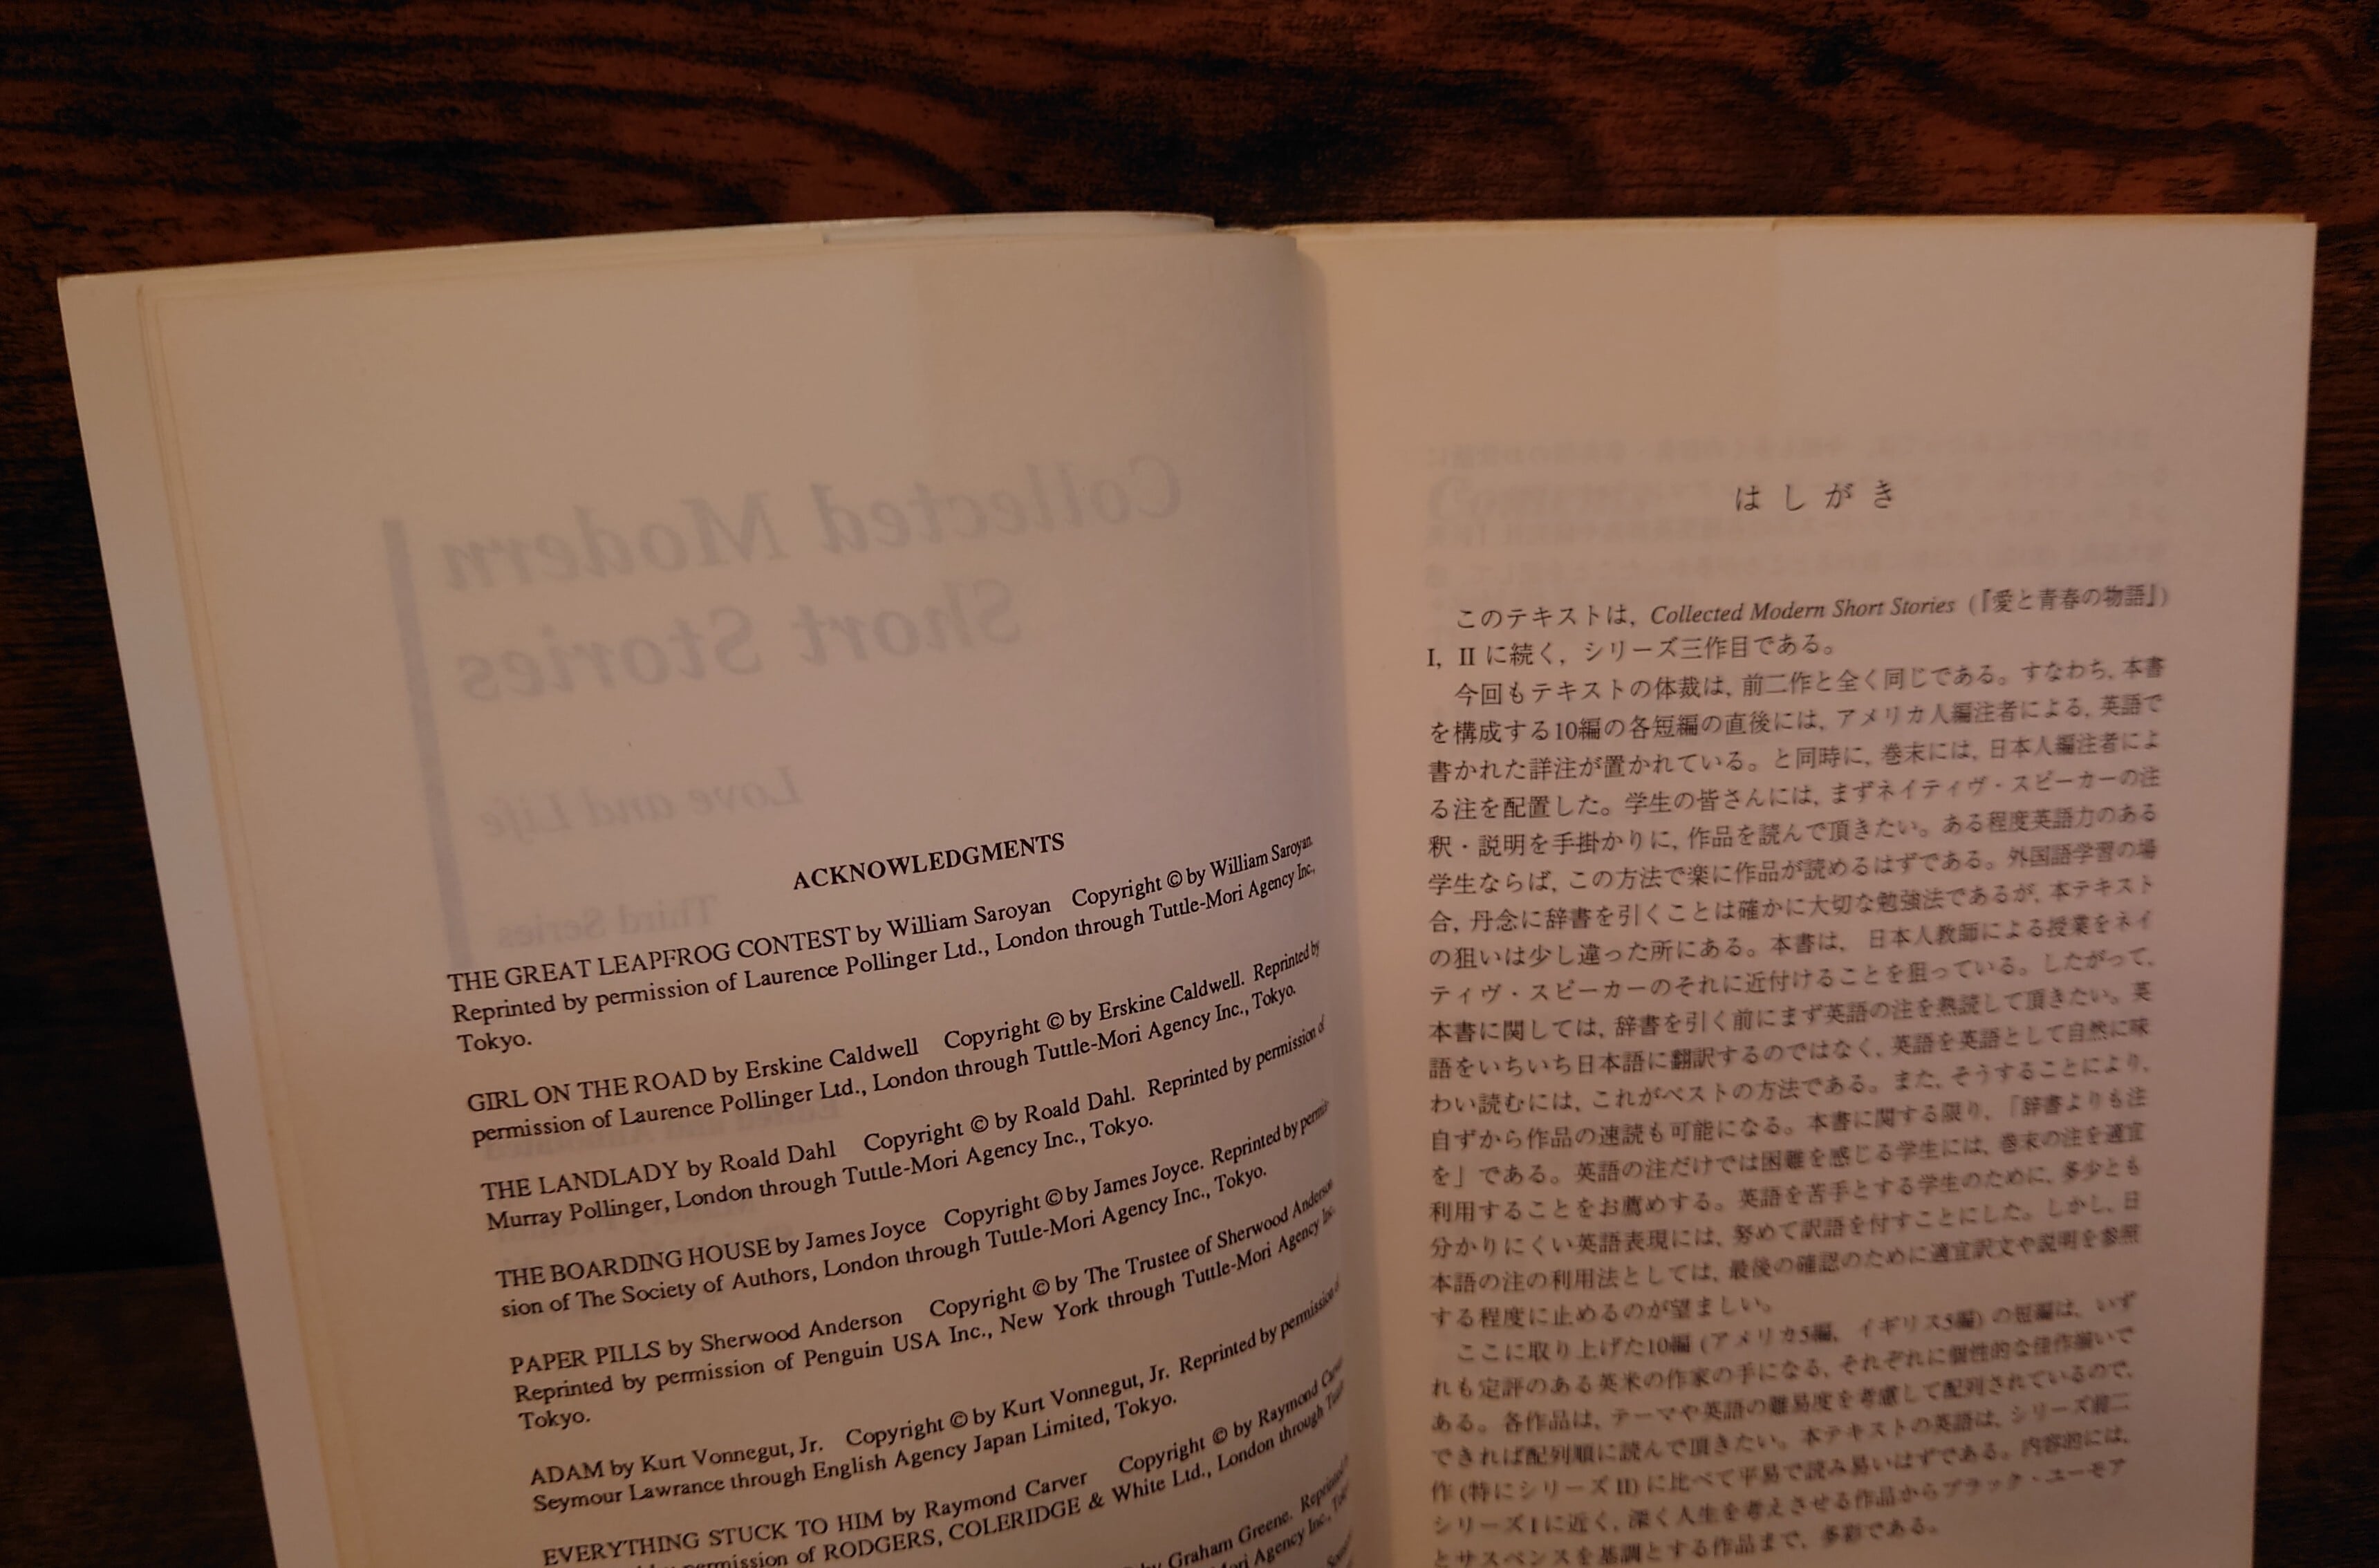 Collected Modern
Short Stories
Love and Life
Third Series
ACKNOWLEDGMENTS
THE GREAT LEAPFROG CONTEST by William Saroyan Copyright © by William Saroyan.
Reprinted by permission of Laurence Pollinger Ltd., London through Tuttle-Mori Agency Inc.,
Tokyo.
GIRL ON THE ROAD by Erskine Caldwell Copyright © by Erskine Caldwell. Reprinted by
permission of Laurence Pollinger Ltd., London through Tuttle-Mori Agency Inc., Tokyo.
THE LANDLADY by Roald Dahl Copyright © by Roald Dahl. Reprinted by permission of
Murray Pollinger, London through Tuttle-Mori Agency Inc., Tokyo.
THE BOARDING HOUSE by James Joyce Copyright © by James Joyce. Reprinted by permis-
sion of The Society of Authors, London through Tuttle-Mori Agency Inc., Tokyo.
PAPER PILLS by Sherwood Anderson Copyright © by The Trustee of Sherwood Anderson
Reprinted by permission of Penguin USA Inc., New York through Tuttle-Mori Agency Inc.
Tokyo.
ADAM by Kurt Vonnegut, Jr. Copyright © by Kurt Vonnegut, Jr. Reprinted by permission of
Seymour Lawrance through English Agency Japan Limited, Tokyo.
EVERYTHING STUCK TO HIM by Raymond Carver Copyright © by Raymond Carver
permission of RODGERS, COLERIDGE & White Ltd., London through
by Graham Greene. Reprinted
Agency Inc.,
はしがき
このテキストは, Collected Modern Short Stories (『愛と青春の物語』)
I, II に続く, シリーズ三作目である。
今回もテキストの体裁は, 前二作と全く同じである。すなわち, 本書
を構成する10編の各短編の直後には, アメリカ人編注者による, 英語で
書かれた詳注が置かれている。と同時に, 巻末には, 日本人編注者によ
る注を配置した。学生の皆さんには, まずネイティヴ・スピーカーの注
釈・説明を手掛かりに, 作品を読んで頂きたい。ある程度英語力のある
学生ならば, この方法で楽に作品が読めるはずである。外国語学習の場
合, 丹念に辞書を引くことは確かに大切な勉強法であるが, 本テキスト
の狙いは少し違った所にある。本書は, 日本人教師による授業をネイ
ティヴ・スピーカーのそれに近付けることを狙っている。したがって,
本書に関しては, 辞書を引く前にまず英語の注を熟読して頂きたい。英
語をいちいち日本語に翻訳するのではなく, 英語を英語として自然に味
わい読むには, これがベストの方法である。また, そうすることにより,
自ずから作品の速読も可能になる。本書に関する限り, 「辞書よりも注
を」である。英語の注だけでは困難を感じる学生には, 巻末の注を適宜
利用することをお薦めする。英語を苦手とする学生のために, 多少とも
分かりにくい英語表現には, 努めて訳語を付すことにした。しかし, 日
本語の注の利用法としては, 最後の確認のために適宜訳文や説明を参照
する程度に止めるのが望ましい。
ここに取り上げた10編 (アメリカ5編, イギリス5編) の短編は, いず
れも定評のある英米の作家の手になる, それぞれに個性的な佳作揃いで
ある。各作品は, テーマや英語の難易度を考慮して配列されているので,
できれば配列順に読んで頂きたい。本テキストの英語は, シリーズ前二
作 (特にシリーズ II) に比べて平易で読み易いはずである。内容的には,
シリーズ I に近く, 深く人生を考えさせる作品からブラック・ユーモア
とサスペンスを基調とする作品まで, 多彩である。